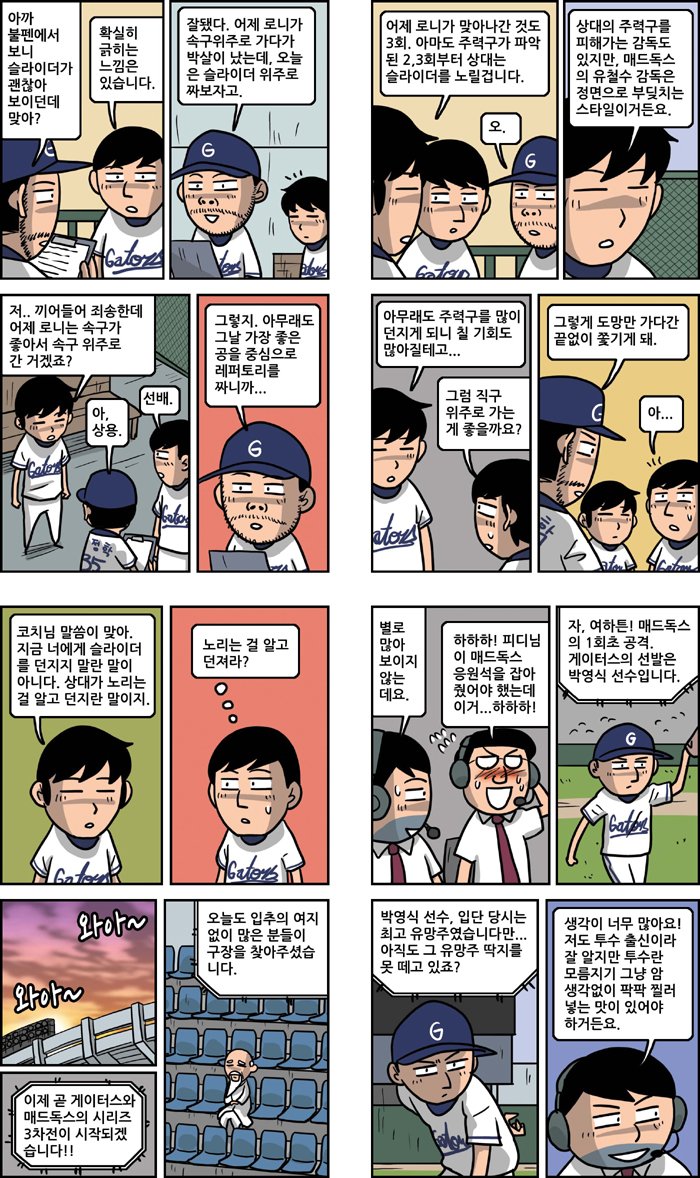 아까
불펜에서
보니
슬라이더가
괜찮아
보이던데
맞아?
확실히
긁히는
느낌은
있습니다.
잘됐다. 어제 로니가
속구위주로 가다가
박살이 났는데, 오늘
은 슬라이더 위주로
짜보자고.
G
Gators
저.. 끼어들어 죄송한데
어제 로니는 속구가
좋아서 속구 위주로
간 거겠죠?
아,
상용.
선배.
Gators
정학
35
그렇지. 아무래도
그날 가장 좋은
공을 중심으로
레퍼토리를
짜니까...
G
어제 로니가 맞아나간 것도
3회. 아마도 주력구가 파악
된 2,3회부터 상대는
슬라이더를 노릴겁니다.
오.
G
Gators
상대의 주력구를
피해가는 감독도
있지만, 매드독스
의 유철수 감독은
정면으로 부딪치는
스타일이거든요.
아무래도 주력구를 많이
던지게 되니 칠 기회도
많아질테고...
그럼 직구
위주로 가는
게 좋을까요?
Gators
그렇게 도망만 가다간
끝없이 쫓기게 돼.
아...
G
Gators
코치님 말씀이 맞아.
지금 너에게 슬라이더
를 던지지 말란 말이
아니다. 상대가 노리는
걸 알고 던지란 말이지.
Gators
노리는 걸 알고
던져라?
Gators
와아~
와아~
이제 곧 게이터스와
매드독스의 시리즈
3차전이 시작되겠
습니다!!
오늘도 입추의 여지
없이 많은 분들이
구장을 찾아주셨습
니다.
별로
많아
보이지
않는
데요.
하하하! 피디님
이 매드독스
응원석을 잡아
줬어야 했는데
이거...하하하!
자, 여하튼! 매드독스
의 1회초 공격.
게이터스의 선발은
박영식 선수입니다.
G
Gators
박영식 선수, 입단 당시는
최고 유망주였습니다만...
아직도 그 유망주 딱지를
못 떼고 있죠?
G
Gators
생각이 너무 많아요!
저도 투수 출신이라
잘 알지만 투수란
모름지기 그냥 암
생각없이 팍팍 찔러
넣는 맛이 있어야
하거든요.